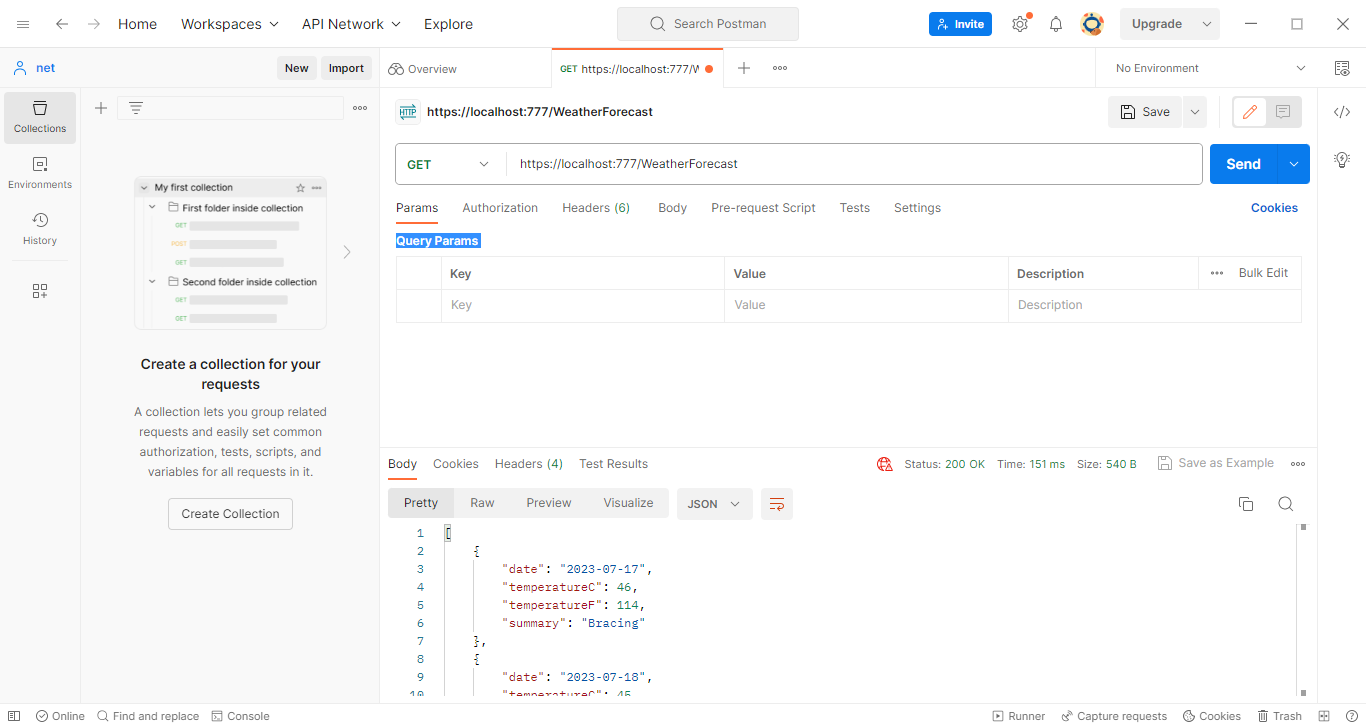 Home Workspaces API Network Explore Search Postman Invite Upgrade
net New Import Overview GET https://localhost:777/W No Environment
Collections
Environments
History
My first collection
First folder inside collection
GET
POST
GET
Second folder inside collection
GET
GET
Create a collection for your
requests
A collection lets you group related
requests and easily set common
authorization, tests, scripts, and
variables for all requests in it.
Create Collection
HTTP https://localhost:777/WeatherForecast Save
GET https://localhost:777/WeatherForecast Send
Params Authorization Headers (6) Body Pre-request Script Tests Settings Cookies
Query Params
Key Value Description Bulk Edit
Key Value Description
Body Cookies Headers (4) Test Results Status: 200 OK Time: 151 ms Size: 540 B Save as Example
Pretty Raw Preview Visualize JSON
1 [
2 {
3 "date": "2023-07-17",
4 "temperatureC": 46,
5 "temperatureF": 114,
6 "summary": "Bracing"
7 },
8 {
9 "date": "2023-07-18",
10 "temperatureC": 45
Online Find and replace Console Runner Capture requests Cookies Trash